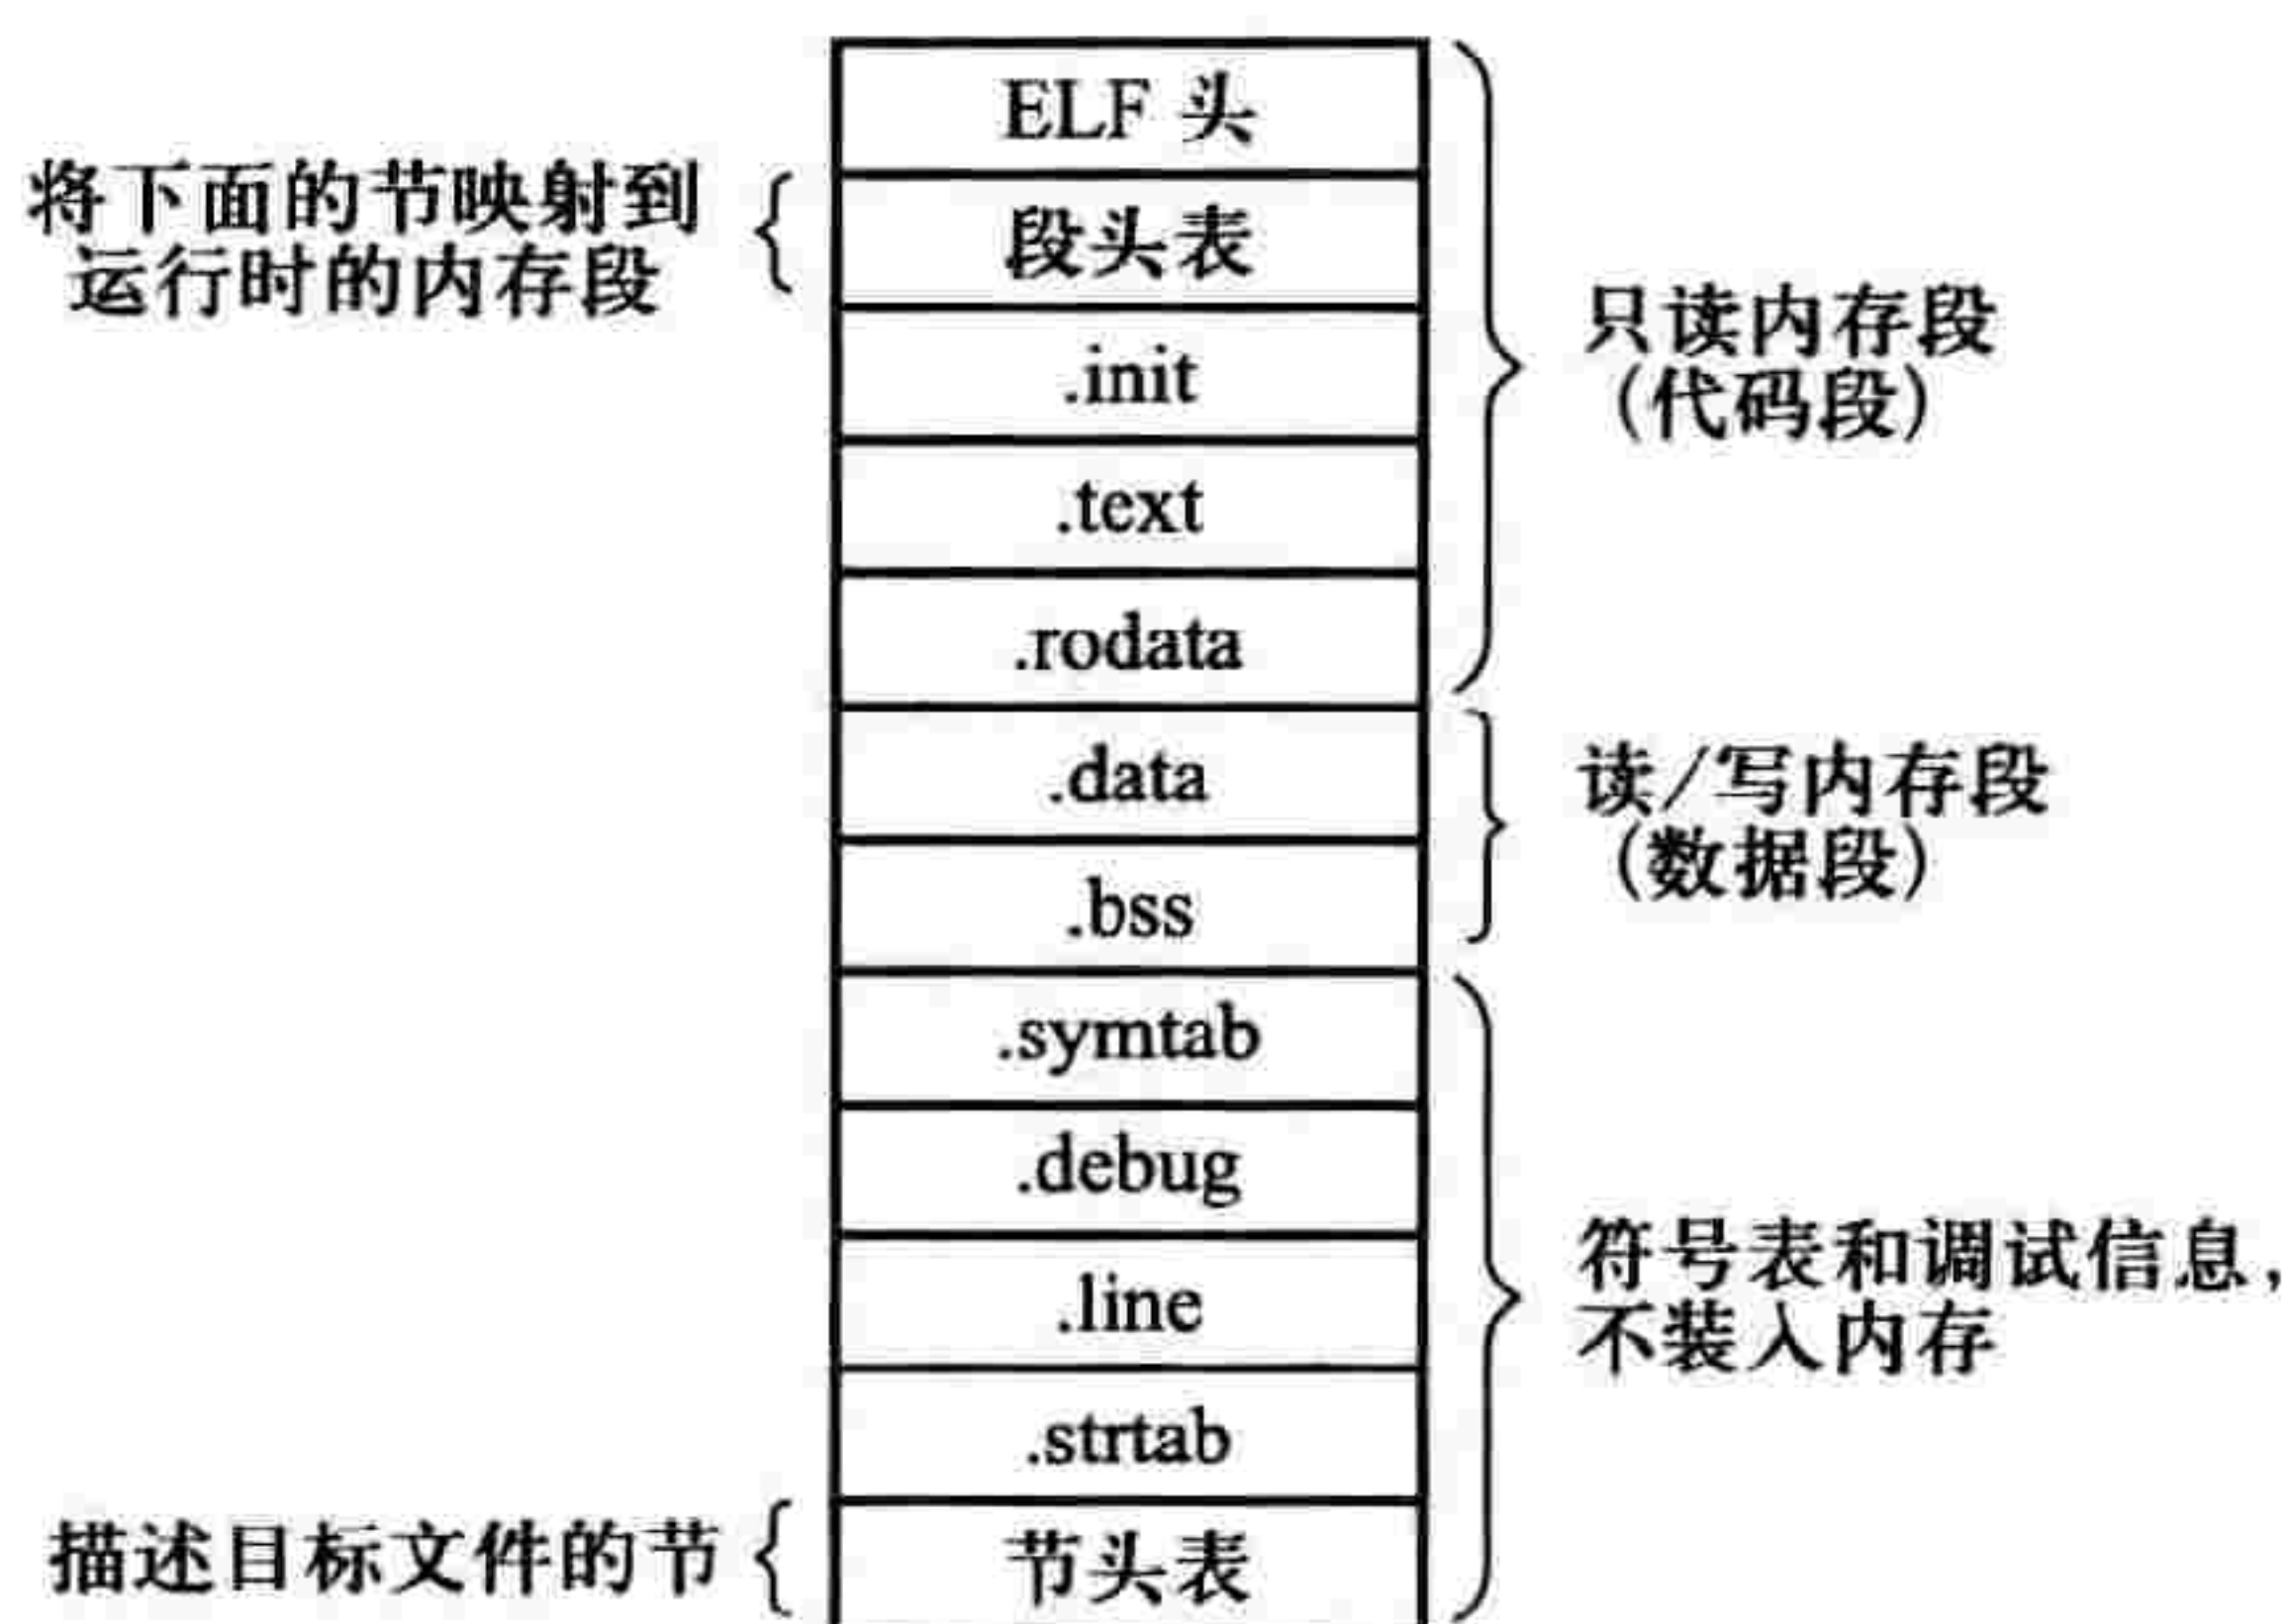 ELF 头
将下面的节映射到
运行时的内存段
段头表
.init
只读内存段
(代码段)
.text
.rodata
.data
读/写内存段
(数据段)
.bss
.symtab
.debug
.line
符号表和调试信息,
不装入内存
.strtab
描述目标文件的节
节头表